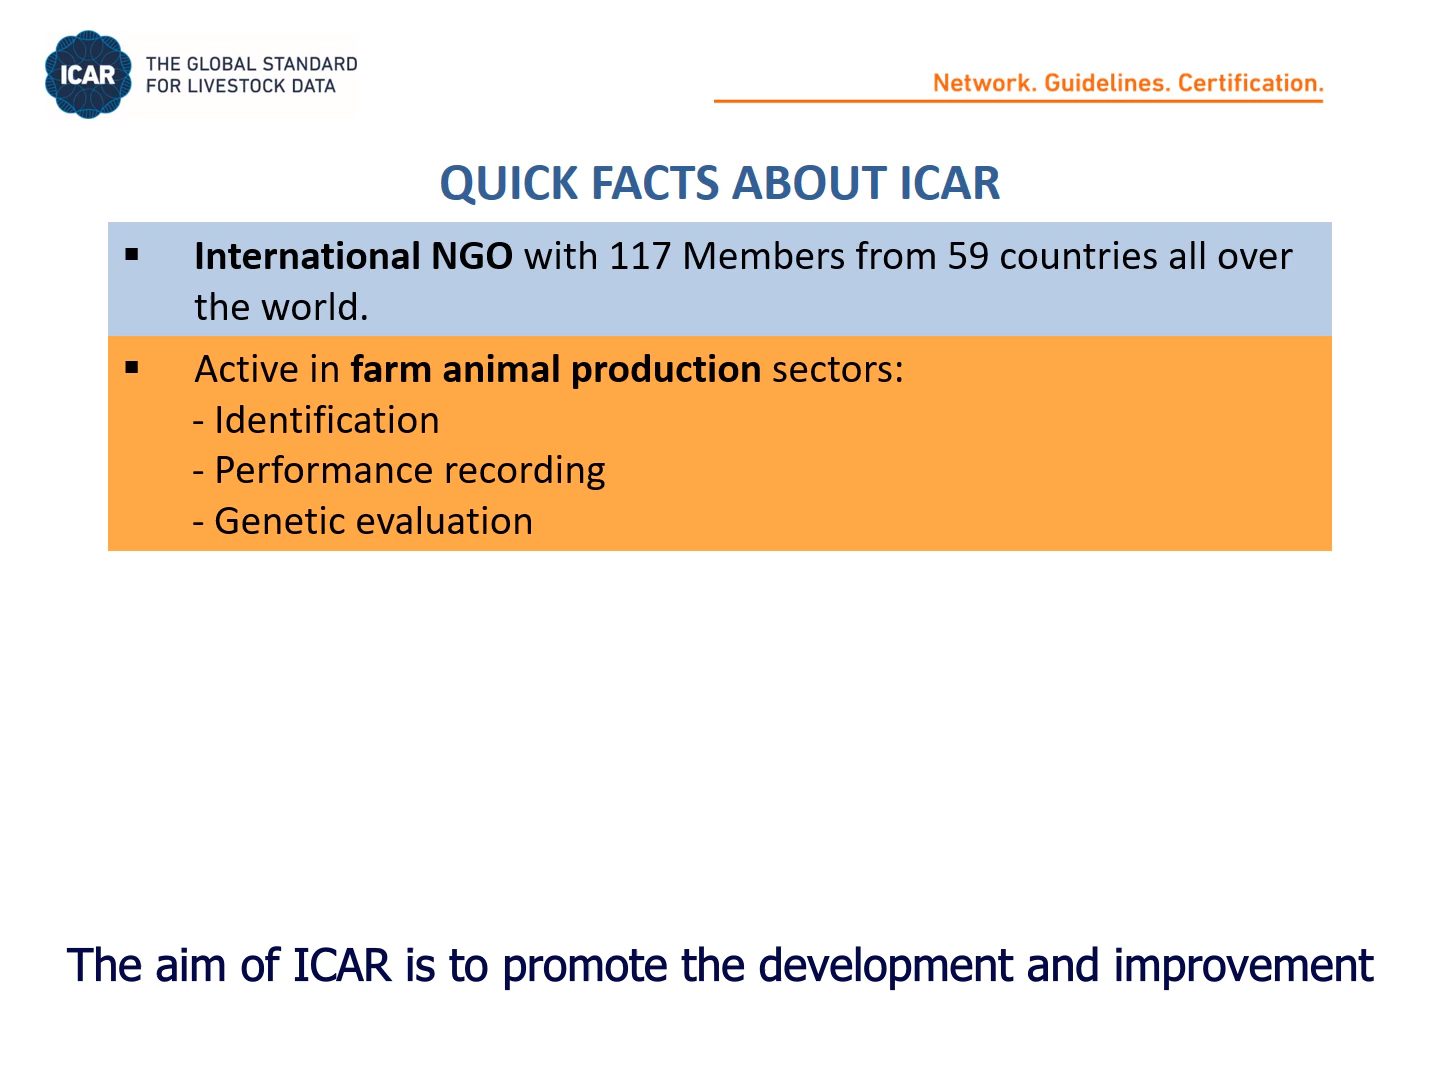 ICAR
THE GLOBAL STANDARD
FOR LIVESTOCK DATA
Network. Guidelines. Certification.
QUICK FACTS ABOUT ICAR
▪ International NGO with 117 Members from 59 countries all over
the world.
▪ Active in farm animal production sectors:
- Identification
- Performance recording
- Genetic evaluation
The aim of ICAR is to promote the development and improvement